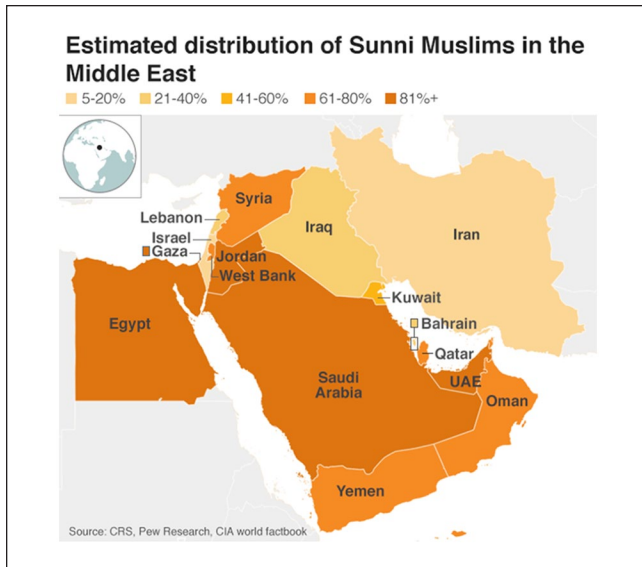 Estimated distribution of Sunni Muslims in the
Middle East
5-20% 21-40% 41-60% 61-80% 81%+
Syria
Lebanon
Iraq
Iran
Israel
Gaza
Jordan
West Bank
Kuwait
Egypt
Bahrain
Qatar
Saudi
Arabia
UAE
Oman
Yemen
Source: CRS, Pew Research, CIA world factbook